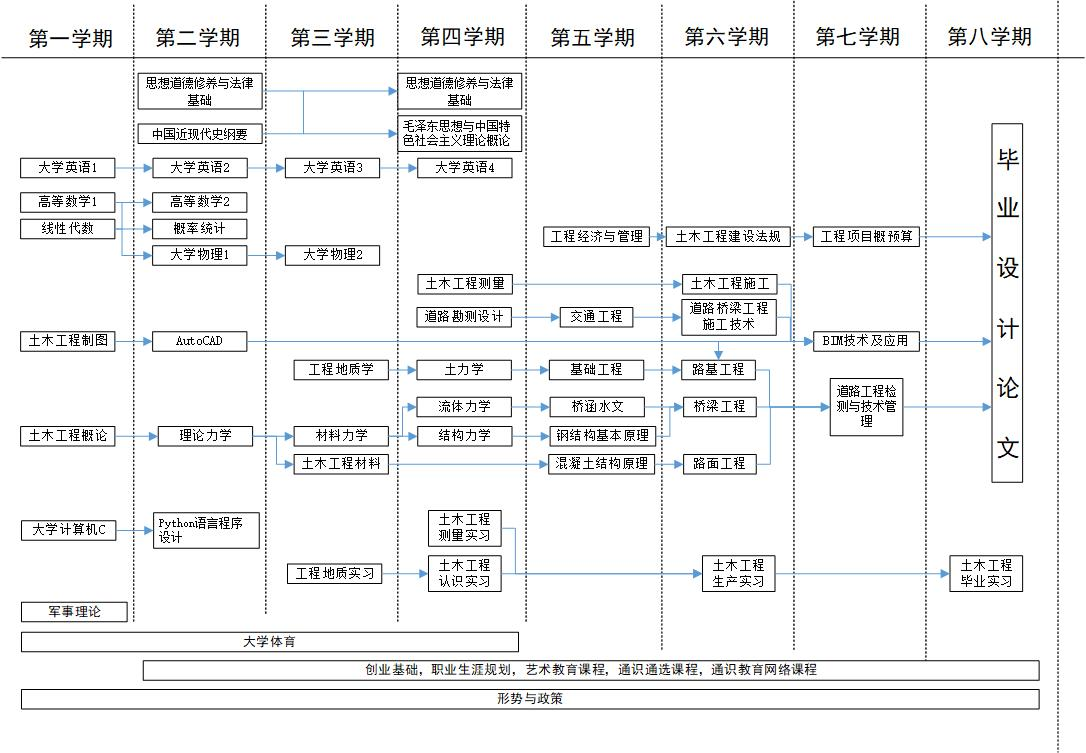 第一学期
第二学期
第三学期
第四学期
第五学期
第六学期
第七学期
第八学期
思想道德修养与法律
基础
思想道德修养与法律
基础
中国近现代史纲要
毛泽东思想与中国特
色社会主义理论概论
大学英语1
大学英语2
大学英语3
大学英语4
高等数学1
高等数学2
线性代数
概率统计
大学物理1
大学物理2
工程经济与管理
土木工程建设法规
工程项目概预算
土木工程测量
土木工程施工
道路勘测设计
交通工程
道路桥梁工程
施工技术
土木工程制图
AutoCAD
BIM技术及应用
工程地质学
土力学
基础工程
路基工程
流体力学
桥涵水文
桥梁工程
道路工程检
测与技术管
理
土木工程概论
理论力学
材料力学
结构力学
钢结构基本原理
土木工程材料
混凝土结构原理
路面工程
毕
业
设
计
论
文
大学计算机C
Python语言程序
设计
土木工程
测量实习
工程地质实习
土木工程
认识实习
土木工程
生产实习
土木工程
毕业实习
军事理论
大学体育
创业基础，职业生涯规划，艺术教育课程，通识通选课程，通识教育网络课程
形势与政策